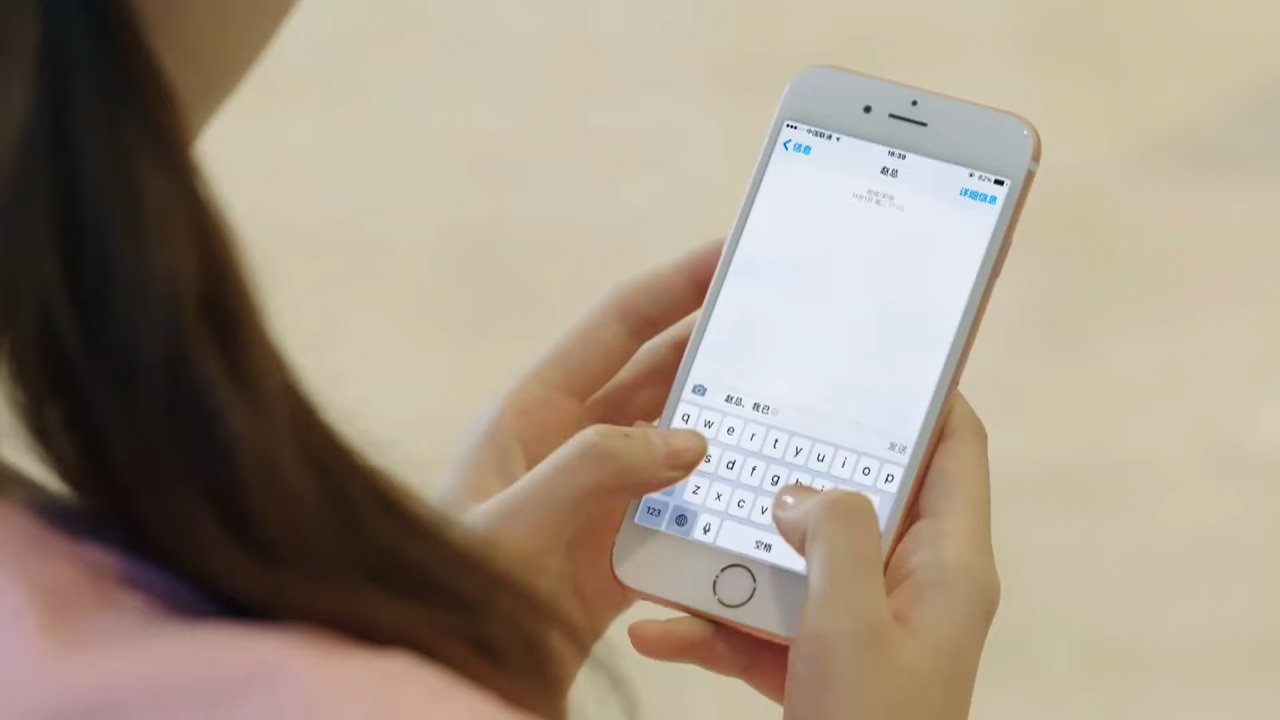 中国联通
18:39
82%
信息
赵总
详细信息
赵总，我已
发送
q w e r t y u i o p
s d f g h
z x c v
123
空格